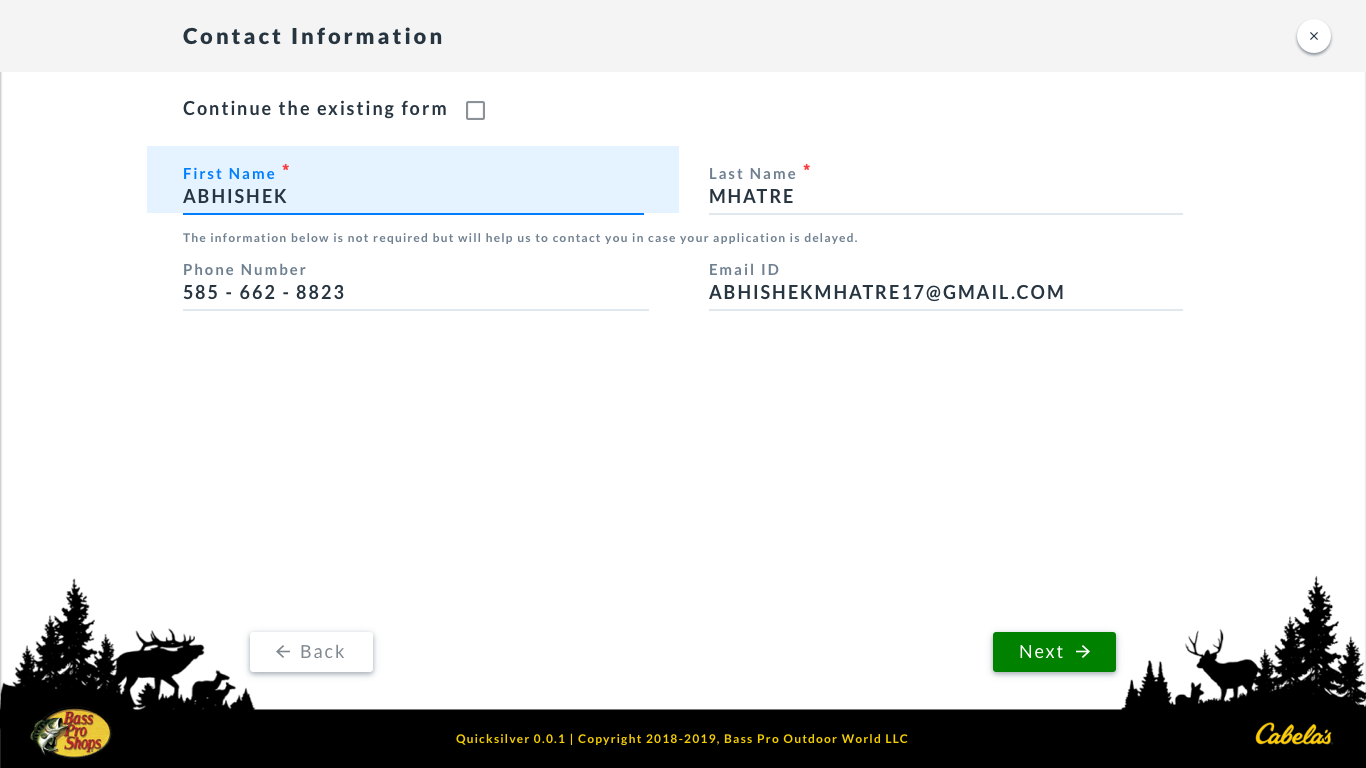 Contact Information
Continue the existing form
First Name *
ABHISHEK
Last Name *
MHATRE
The information below is not required but will help us to contact you in case your application is delayed.
Phone Number
585 - 662 - 8823
Email ID
ABHISHEKMHATRE17@GMAIL.COM
← Back
Next →
Bass
Pro
Shops
Quicksilver 0.0.1 | Copyright 2018-2019, Bass Pro Outdoor World LLC
Cabela's